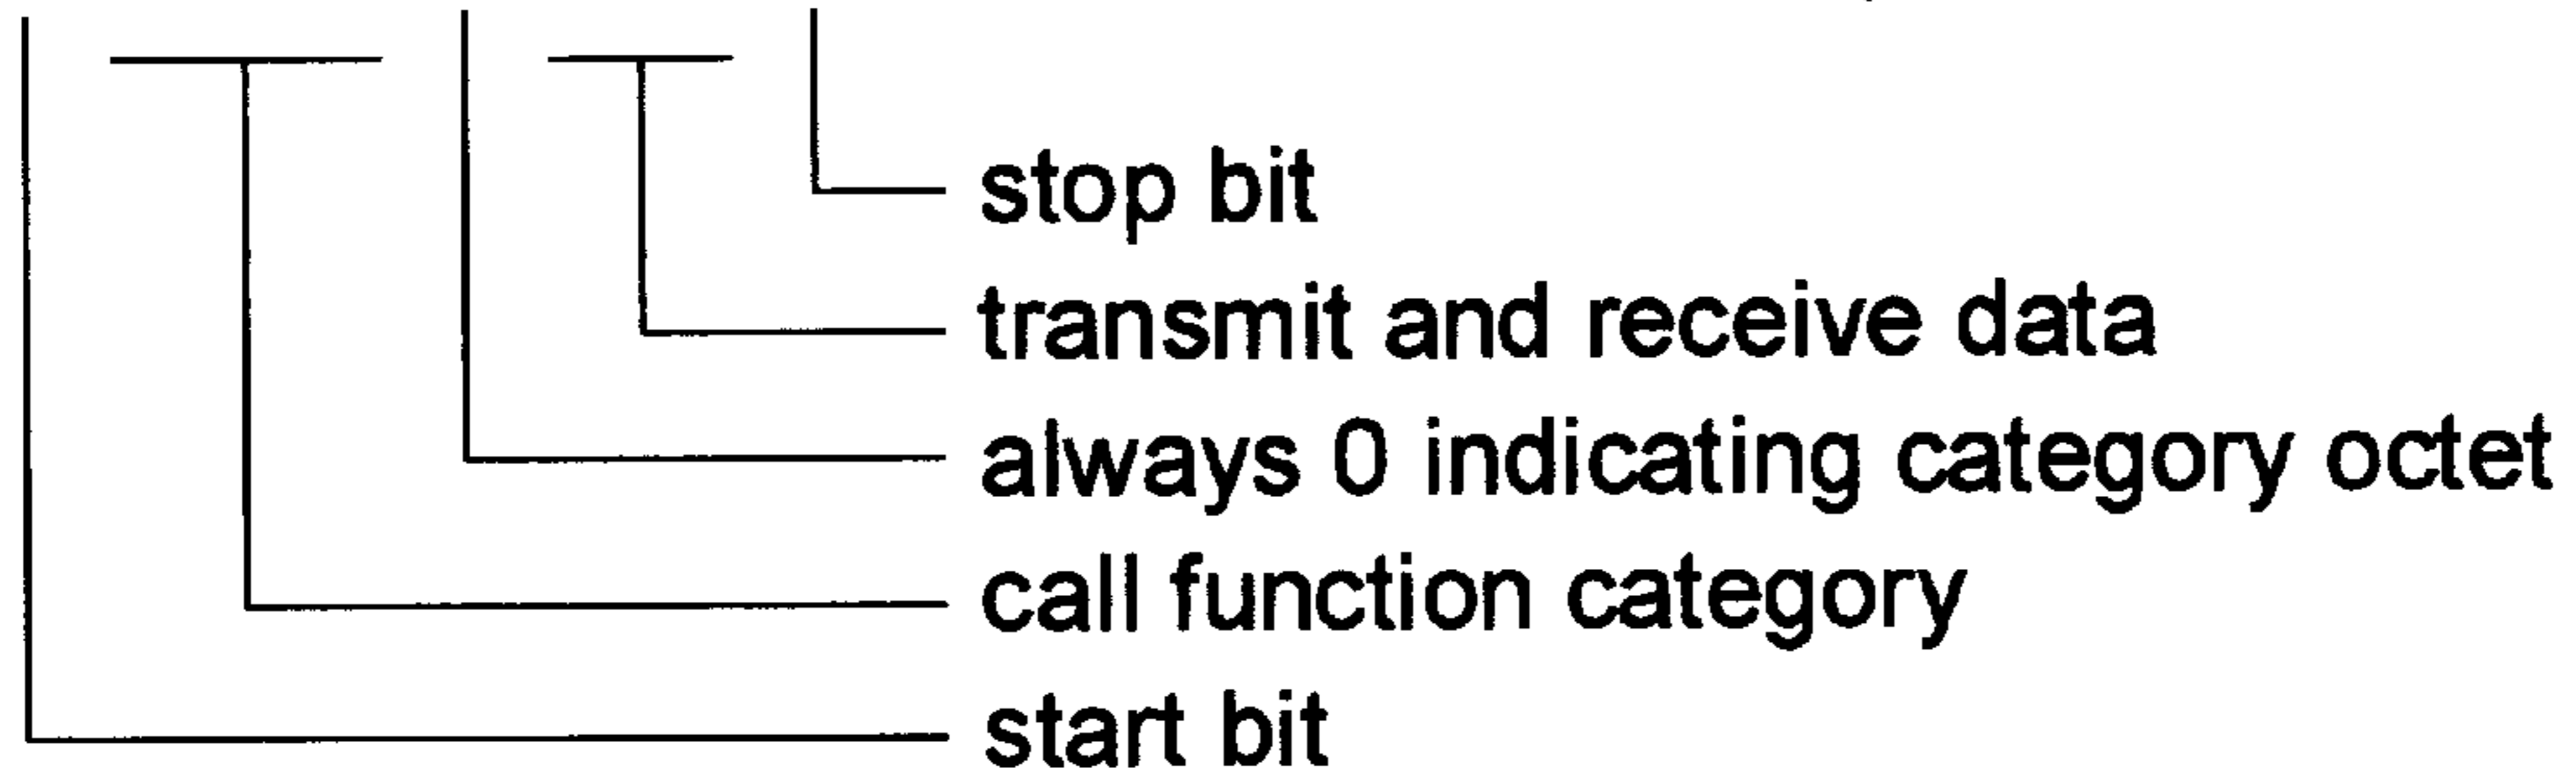 stop bit
transmit and receive data
always 0 indicating category octet
call function category
start bit